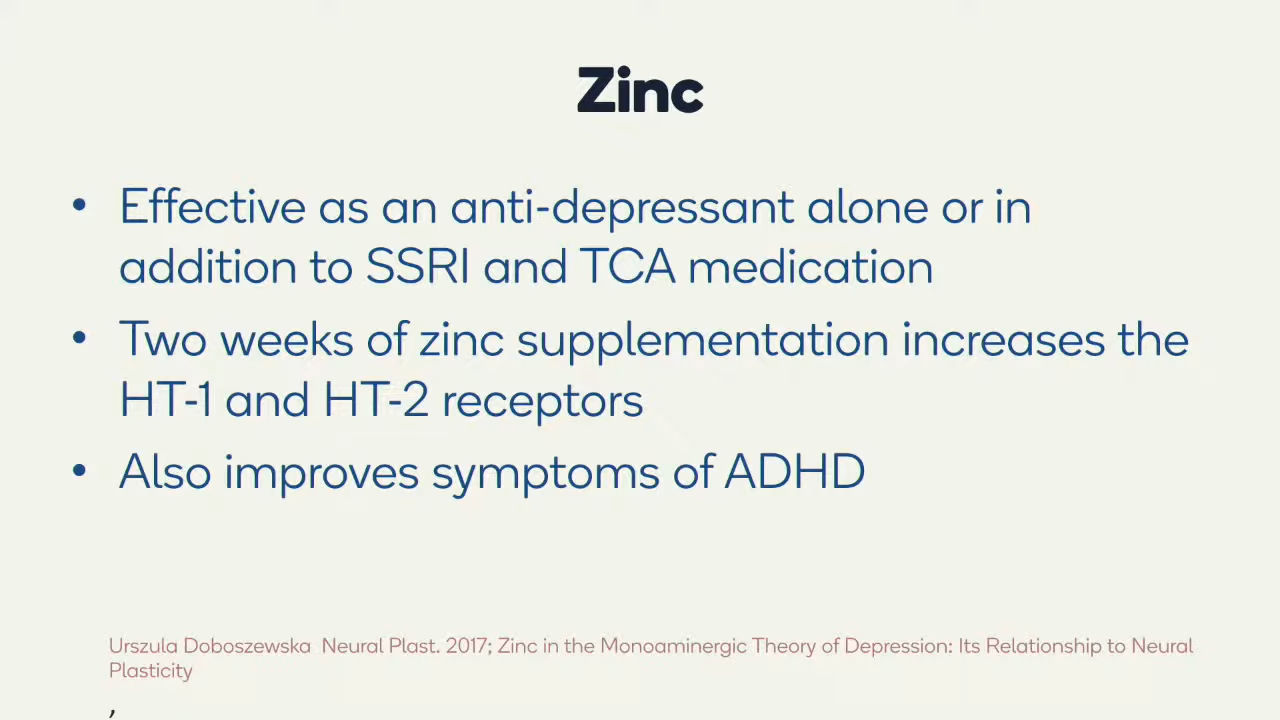 Zinc
• Effective as an anti-depressant alone or in
addition to SSRI and TCA medication
• Two weeks of zinc supplementation increases the
HT-1 and HT-2 receptors
• Also improves symptoms of ADHD
Urszula Doboszewska  Neural Plast. 2017; Zinc in the Monoaminergic Theory of Depression: Its Relationship to Neural
Plasticity
,